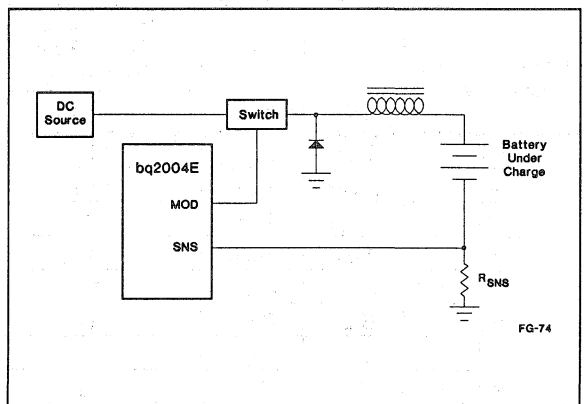 DC
Source
Switch
bq2004E
MOD
SNS
Battery
Under
Charge
RSNS
FG-74